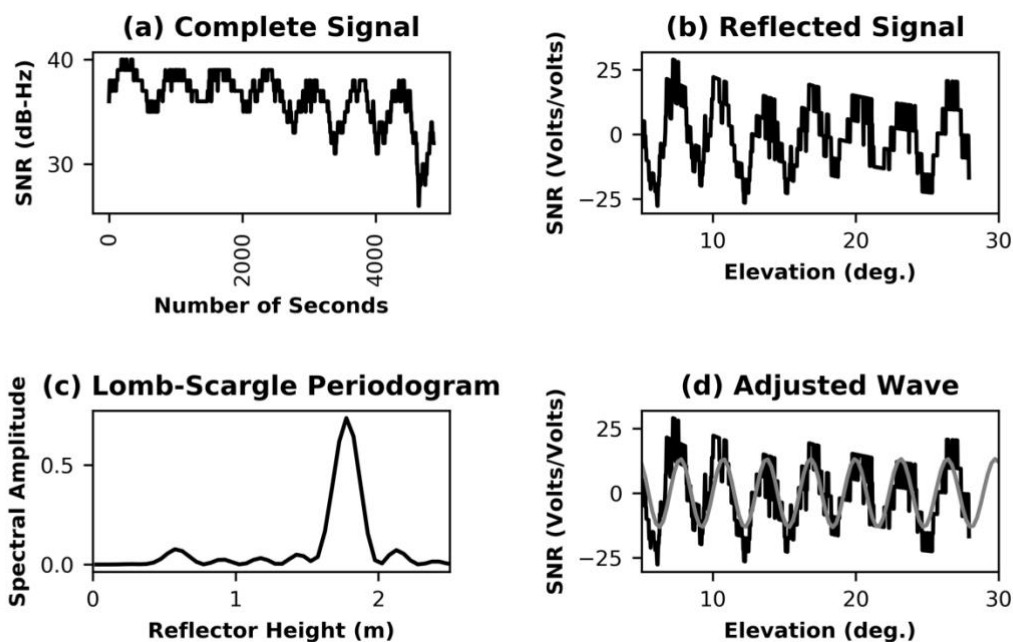 (a) Complete Signal
SNR (dB-Hz)
40
30
0
2000
4000
Number of Seconds
(b) Reflected Signal
SNR (Volts/volts)
25
0
−25
10
20
30
Elevation (deg.)
(c) Lomb-Scargle Periodogram
Spectral Amplitude
0.5
0.0
0
1
2
Reflector Height (m)
(d) Adjusted Wave
SNR (Volts/Volts)
25
0
−25
10
20
30
Elevation (deg.)